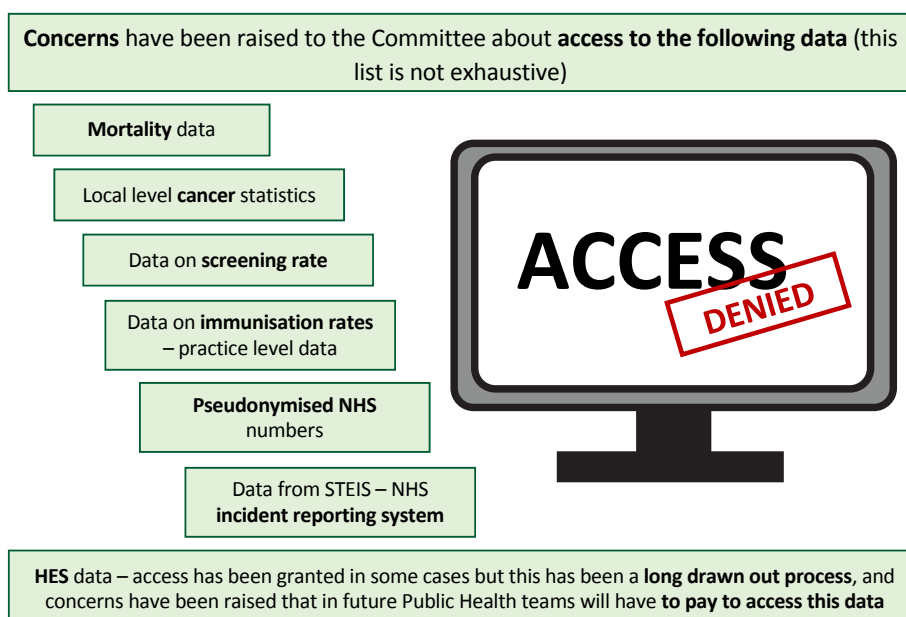 Concerns have been raised to the Committee about access to the following data (this
list is not exhaustive)
Mortality data
Local level cancer statistics
Data on screening rate
Data on immunisation rates
– practice level data
Pseudonymised NHS
numbers
Data from STEIS – NHS
incident reporting system
ACCESS
DENIED
HES data – access has been granted in some cases but this has been a long drawn out process, and
concerns have been raised that in future Public Health teams will have to pay to access this data